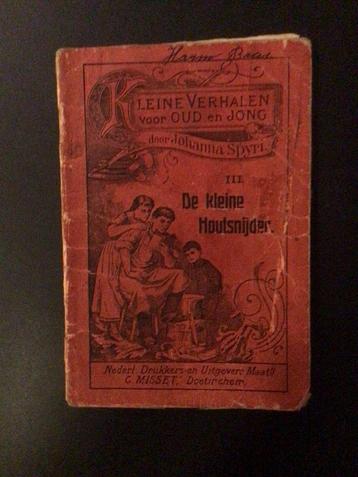 Harm Baas.
KLEINE VERHALEN
VOOR OUD en JONG
door Johanna Spyri.
III.
De kleine
Houtsnijder.
Nederl. Drukkers-en Uitgevers Maatij
C. MISSET, Doetinchem.